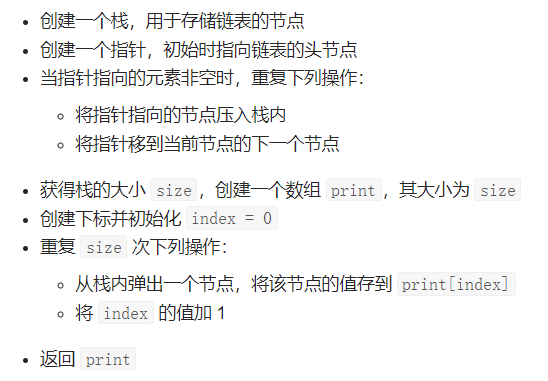 创建一个栈，用于存储链表的节点
创建一个指针，初始时指向链表的头节点
当指针指向的元素非空时，重复下列操作：
将指针指向的节点压入栈内
将指针移到当前节点的下一个节点
获得栈的大小 size，创建一个数组 print，其大小为 size
创建下标并初始化 index = 0
重复 size 次下列操作：
从栈内弹出一个节点，将该节点的值存到 print[index]
将 index 的值加 1
返回 print